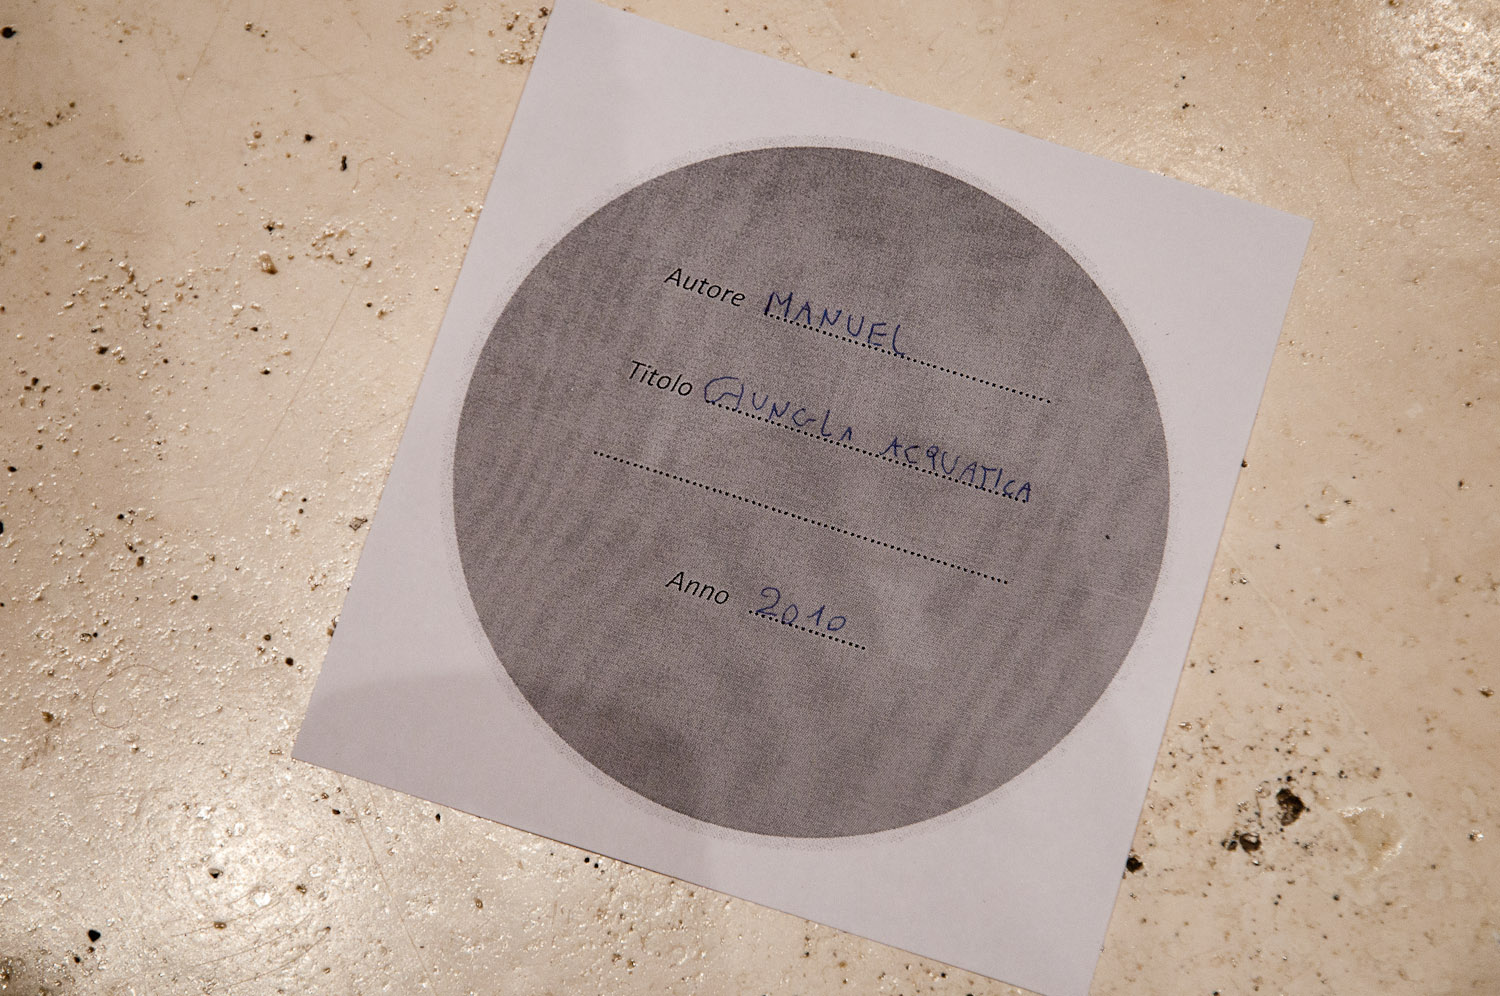 Autore MANUEL
Titolo GIUNGLA ACQUATICA
Anno 2010